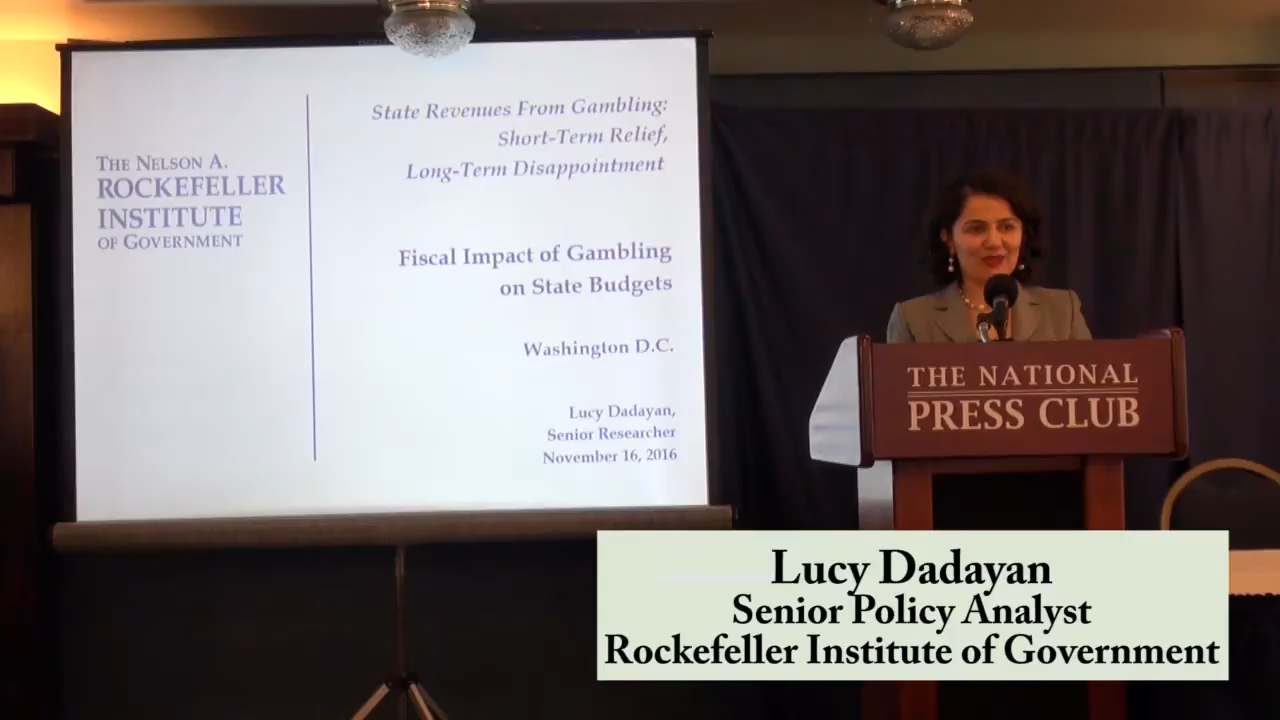 THE NELSON A.
ROCKEFELLER
INSTITUTE
OF GOVERNMENT
State Revenues From Gambling:
Short-Term Relief,
Long-Term Disappointment
Fiscal Impact of Gambling
on State Budgets
Washington D.C.
Lucy Dadayan,
Senior Researcher
November 16, 2016
THE NATIONAL
PRESS CLUB
Lucy Dadayan
Senior Policy Analyst
Rockefeller Institute of Government